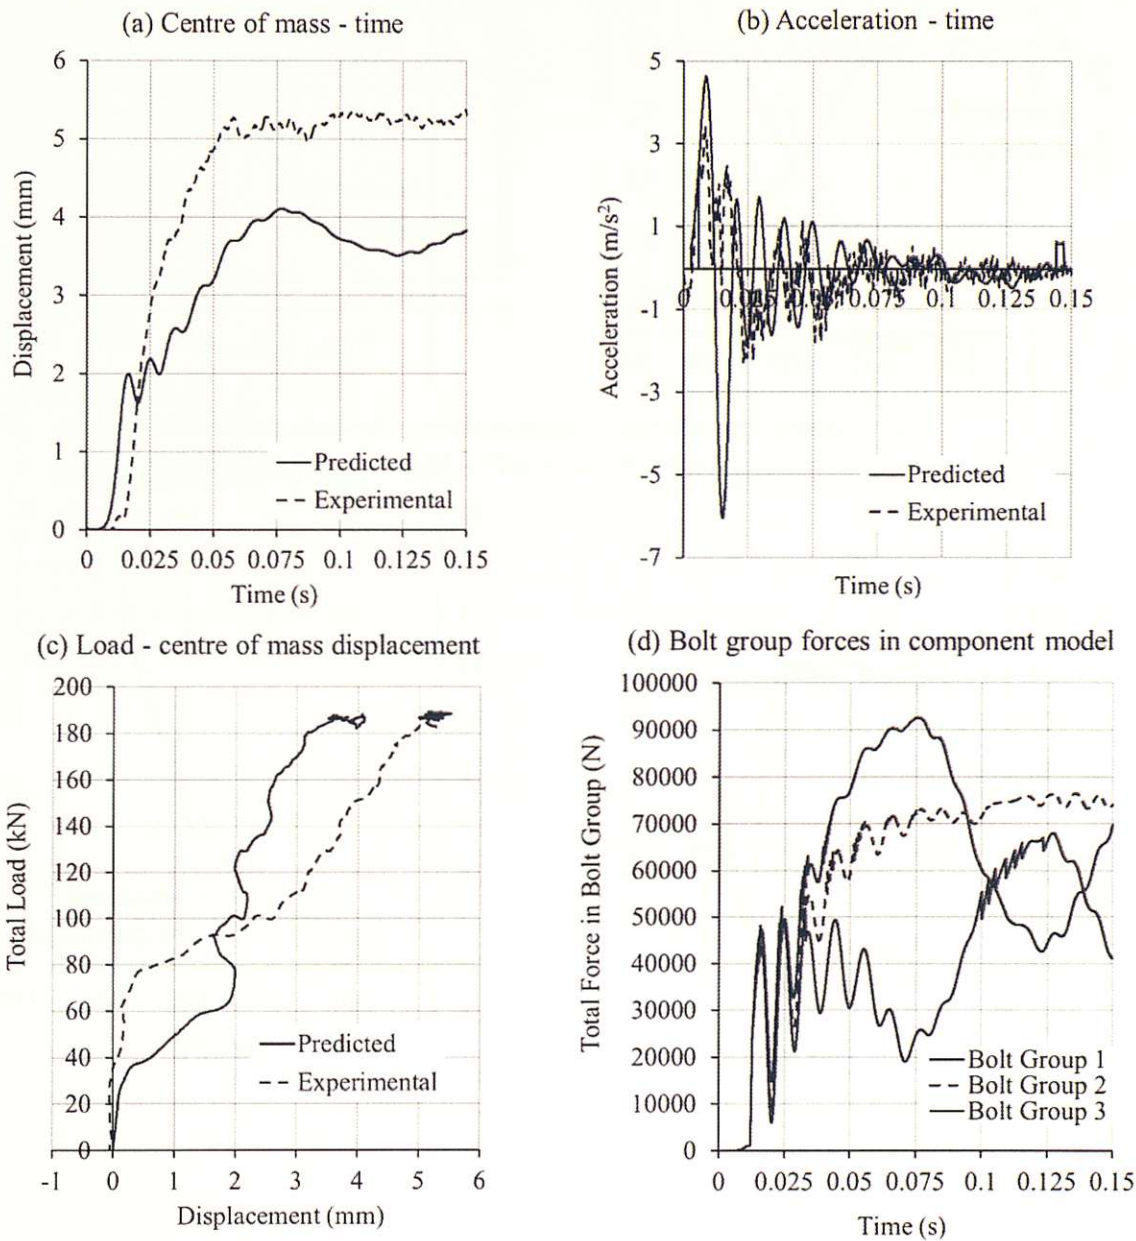 (a) Centre of mass - time
6
5
4
3
2
1
0
Displacement (mm)
Predicted
Experimental
0 0.025 0.05 0.075 0.1 0.125 0.15
Time (s)
(b) Acceleration - time
5
3
1
-1
-3
-5
-7
Acceleration (m/s²)
0 0.025 0.05 0.075 0.1 0.125 0.15
Predicted
Experimental
Time (s)
(c) Load - centre of mass displacement
200
180
160
140
120
100
80
60
40
20
0
Total Load (kN)
Predicted
Experimental
-1 0 1 2 3 4 5 6
Displacement (mm)
(d) Bolt group forces in component model
100000
90000
80000
70000
60000
50000
40000
30000
20000
10000
0
Total Force in Bolt Group (N)
Bolt Group 1
Bolt Group 2
Bolt Group 3
0 0.025 0.05 0.075 0.1 0.125 0.15
Time (s)